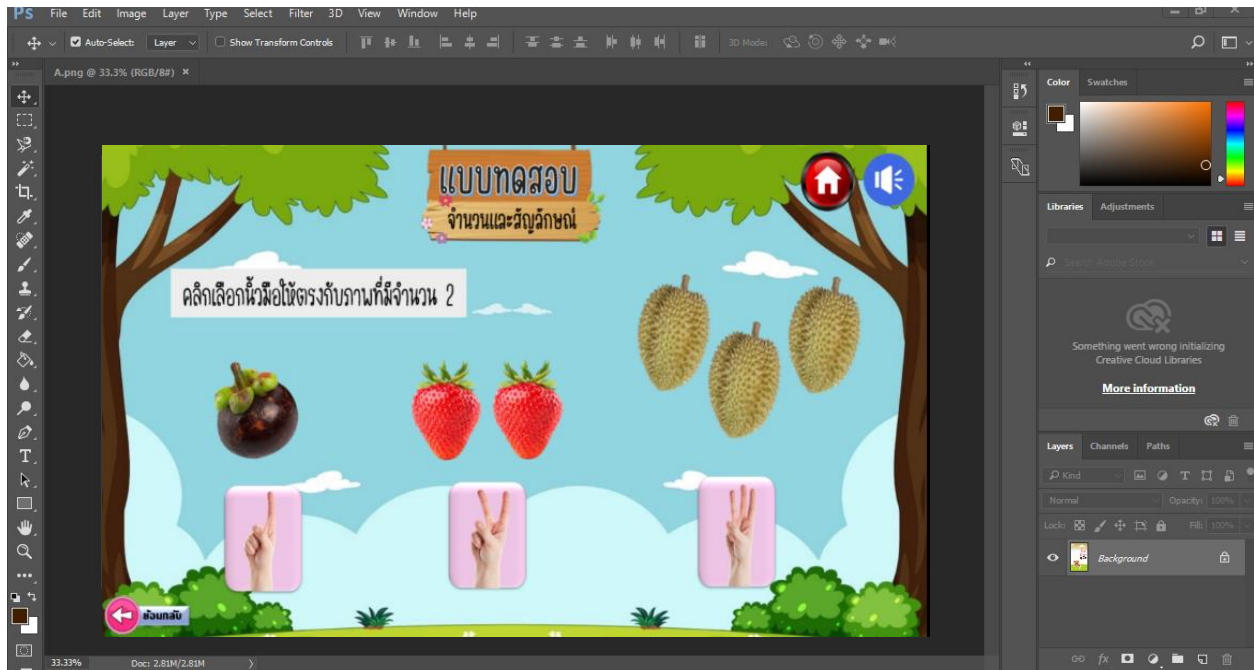 Ps File Edit Image Layer Type Select Filter 3D View Window Help
Auto-Select: Layer Show Transform Controls 3D Mode:
A.png @ 33.3% (RGB/8#) ×
แบบทดสอบ
จำนวนและสัญลักษณ์
คลิกเลือกนิ้วมือให้ตรงกับภาพที่มีจำนวน 2
ย้อนกลับ
33.33% Doc: 2.81M/2.81M
Color Swatches
Libraries Adjustments
Search Adobe Stock
Something went wrong initializing
Creative Cloud Libraries
More information
Layers Channels Paths
Kind
Normal Opacity: 100%
Lock: Fill: 100%
Background
fx